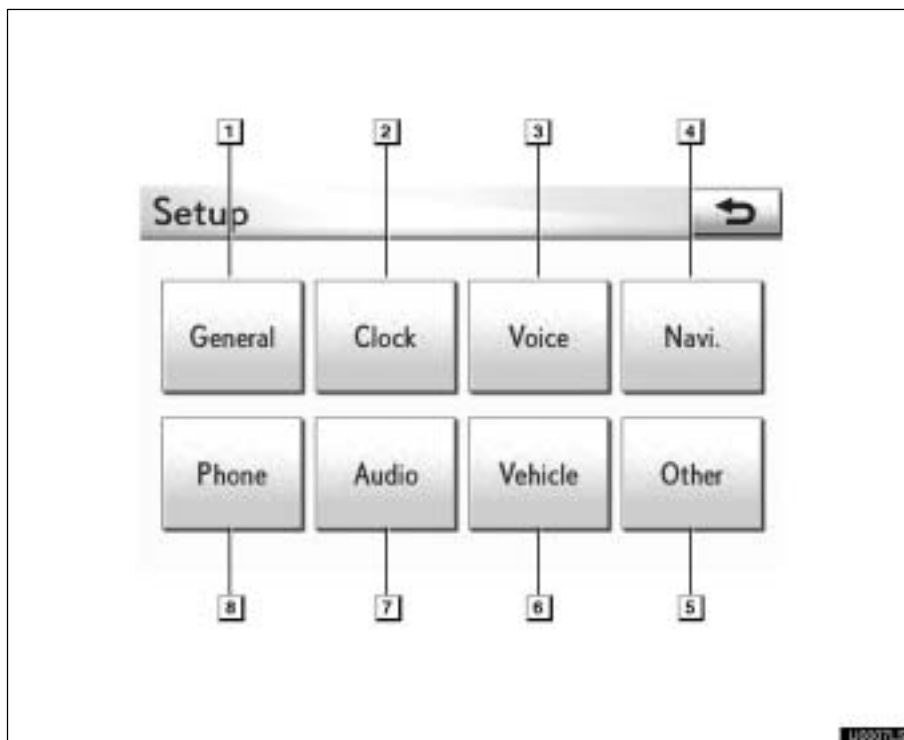 1 2 3 4
Setup
General Clock Voice Navi.
Phone Audio Vehicle Other
8 7 6 5